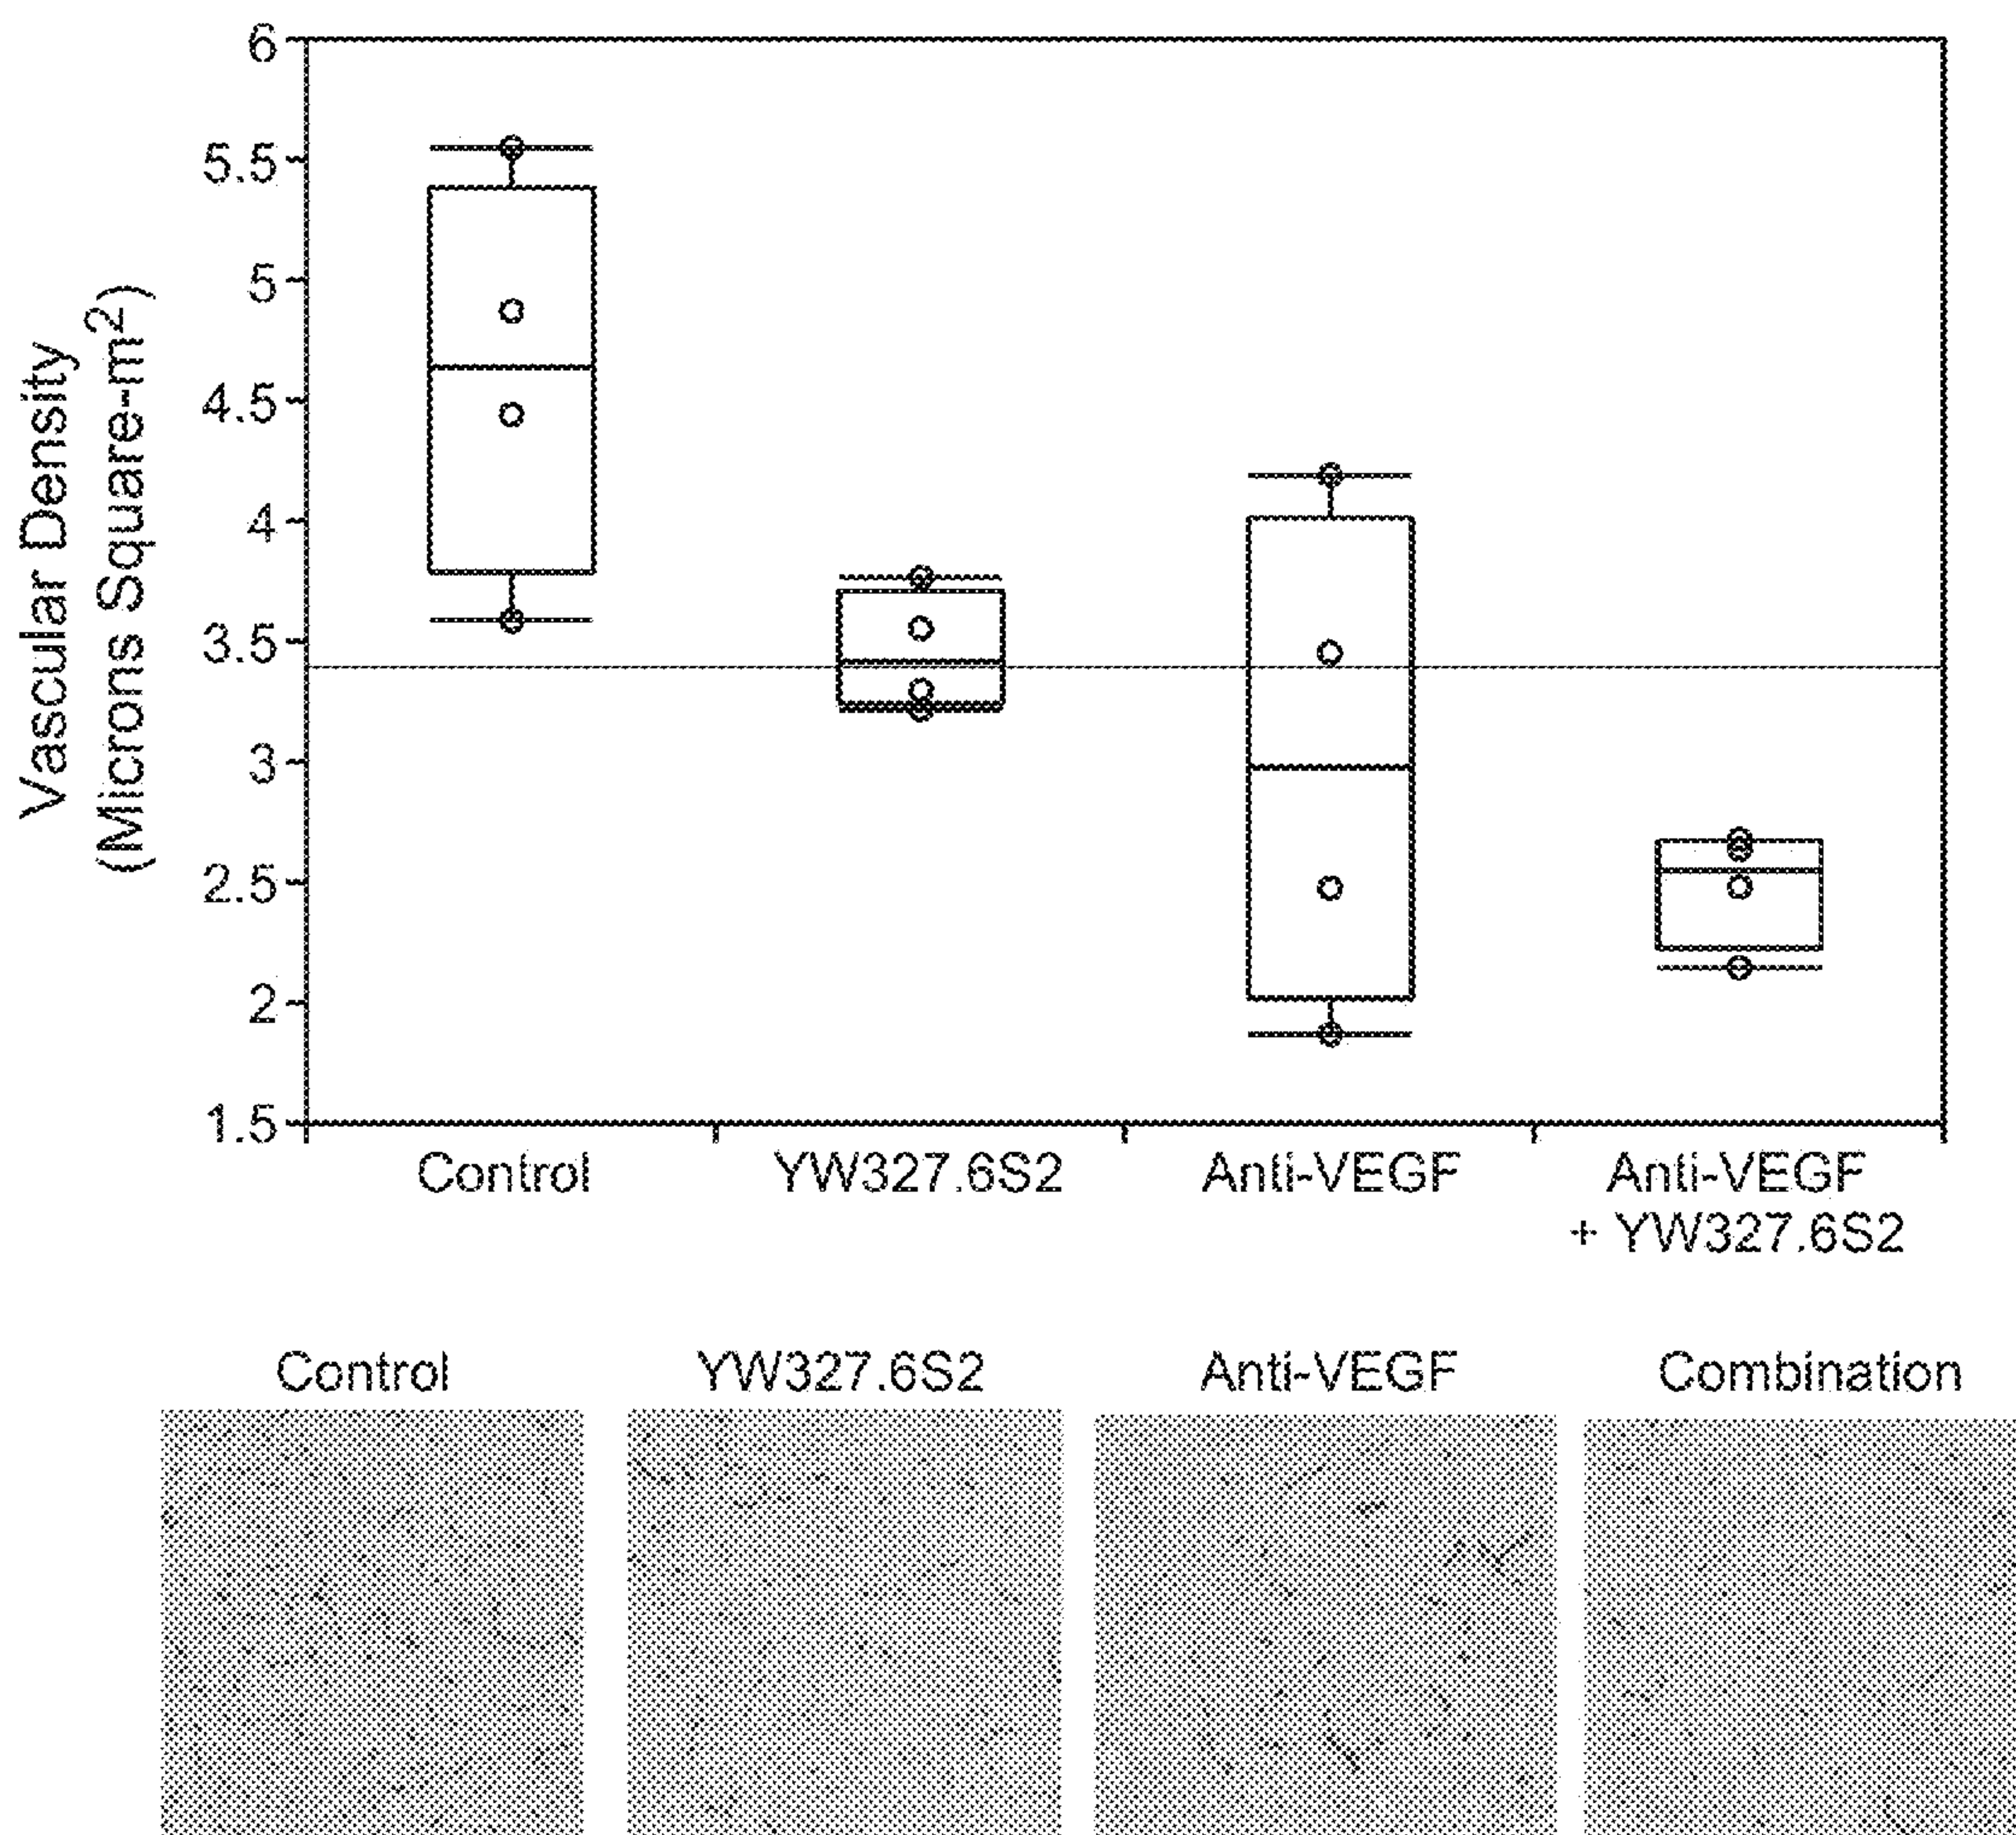 Vascular Density
(Microns Square-m²)
6
5.5
5
4.5
4
3.5
3
2.5
2
1.5
Control
YW327.6S2
Anti-VEGF
Anti-VEGF
+ YW327.6S2
Control
YW327.6S2
Anti-VEGF
Combination